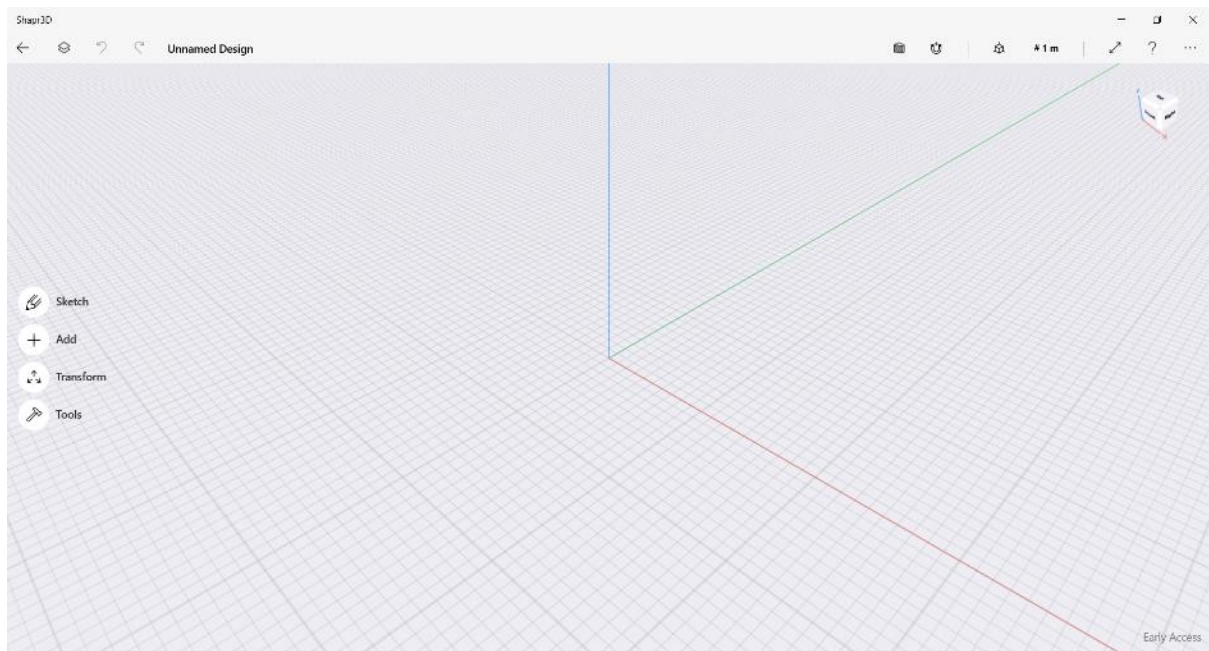 Shapr3D
Unnamed Design
1 m
?
Sketch
Add
Transform
Tools
Early Access